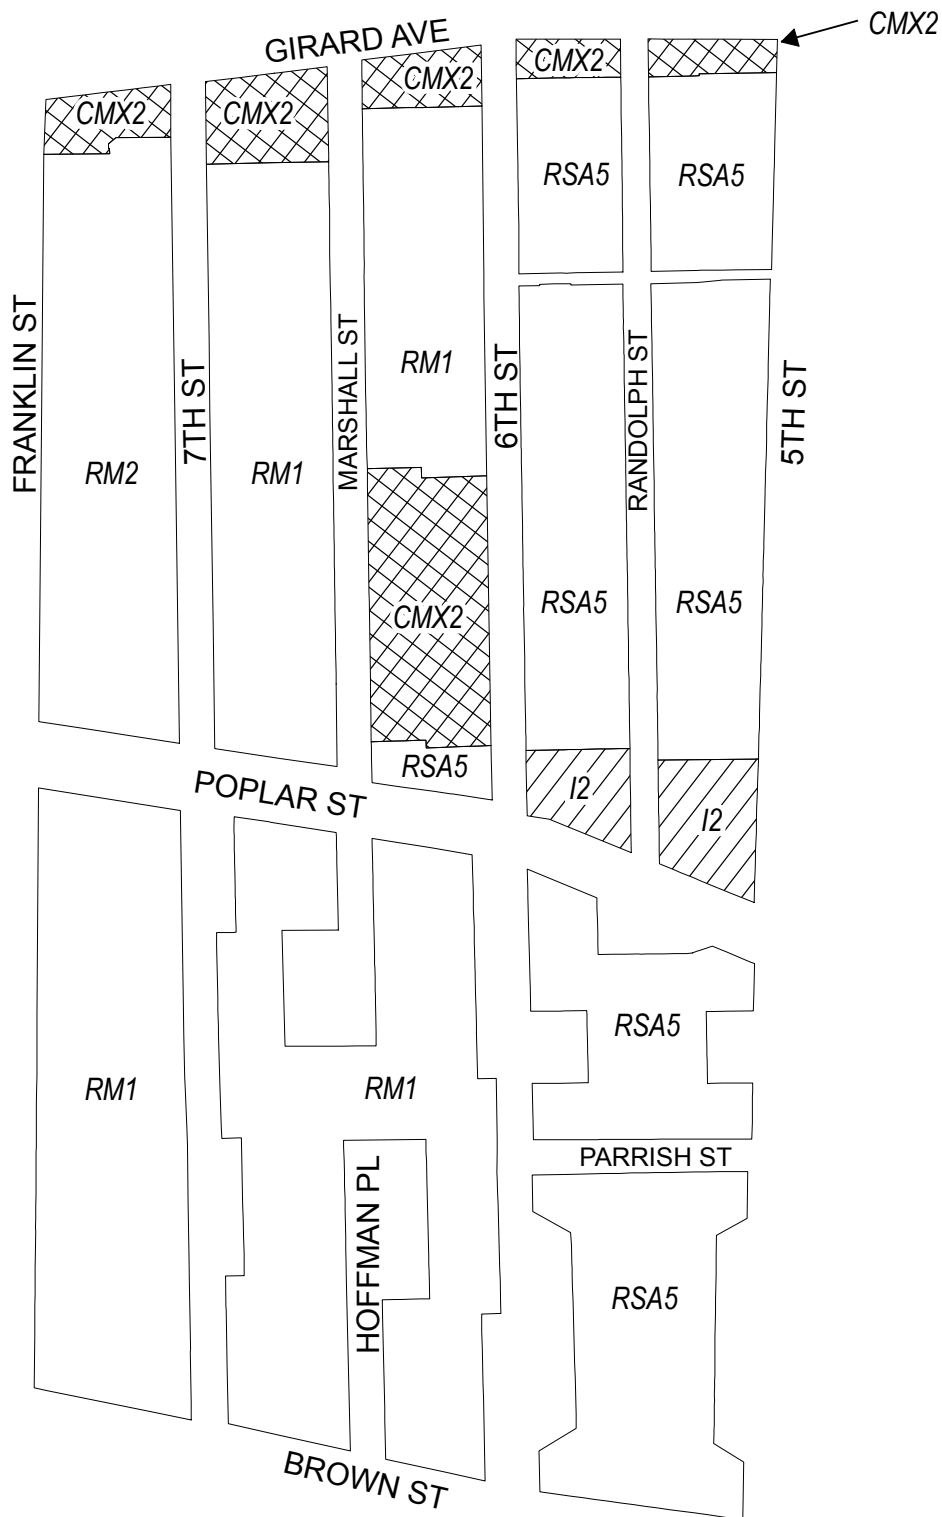 CMX2
GIRARD AVE
CMX2
CMX2
CMX2
CMX2
RSA5
RSA5
FRANKLIN ST
7TH ST
MARSHALL ST
RM1
6TH ST
RANDOLPH ST
5TH ST
RM2
RM1
RSA5
RSA5
CMX2
RSA5
POPLAR ST
I2
I2
RSA5
RM1
RM1
PARRISH ST
HOFFMAN PL
RSA5
BROWN ST